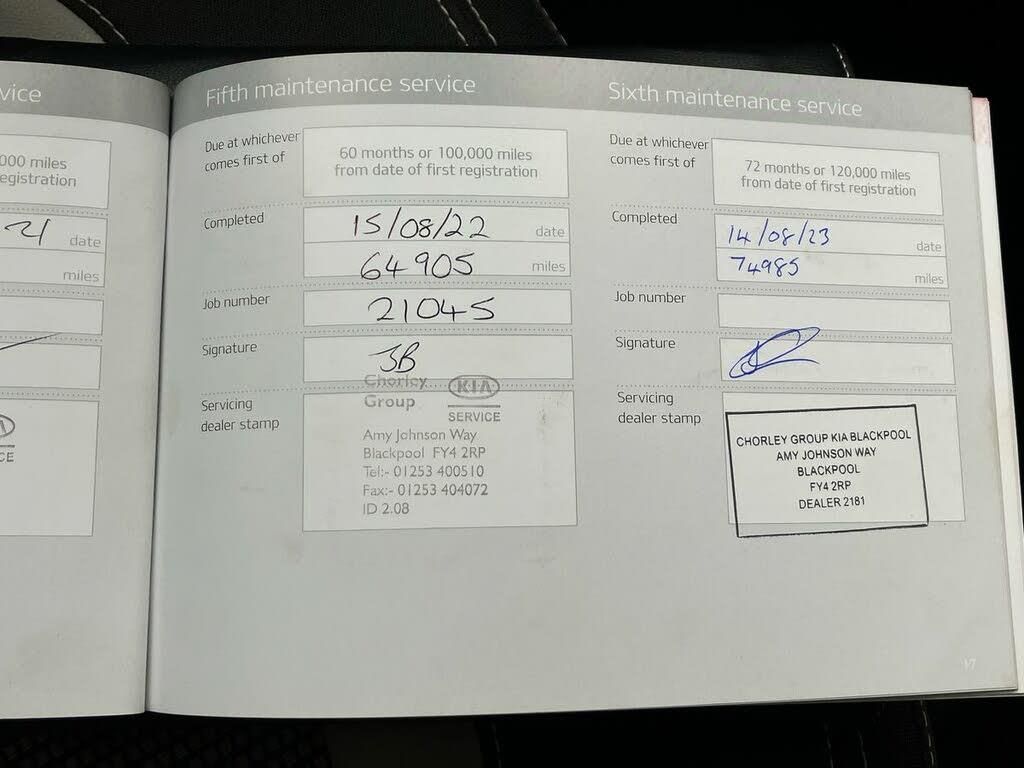 vice
000 miles
egistration
21 date
miles
CE
Fifth maintenance service
Due at whichever
comes first of
60 months or 100,000 miles
from date of first registration
Completed
15/08/22 date
64905 miles
Job number
21045
Signature
JB
Servicing
dealer stamp
Chorley
Group
KIA
SERVICE
Amy Johnson Way
Blackpool FY4 2RP
Tel:- 01253 400510
Fax:- 01253 404072
ID 2.08
Sixth maintenance service
Due at whichever
comes first of
72 months or 120,000 miles
from date of first registration
Completed
14/08/23 date
74985 miles
Job number
Signature
Servicing
dealer stamp
CHORLEY GROUP KIA BLACKPOOL
AMY JOHNSON WAY
BLACKPOOL
FY4 2RP
DEALER 2181
17